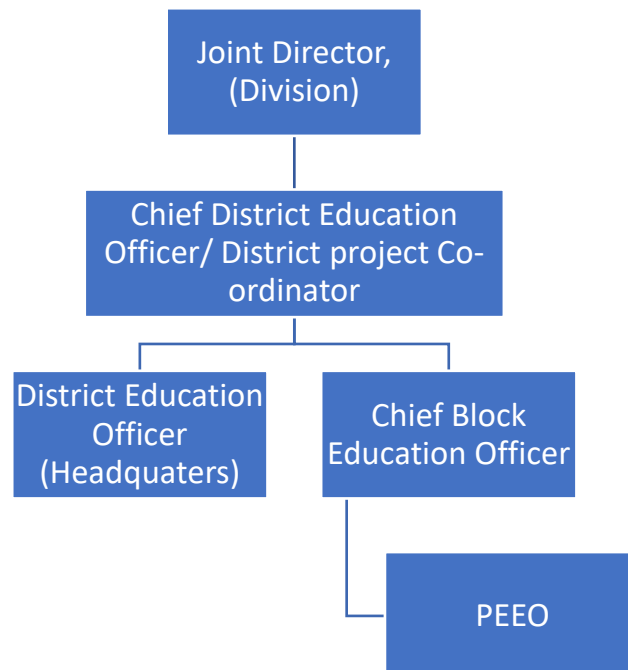 Joint Director,
(Division)
Chief District Education
Officer/ District project Co-
ordinator
District Education
Officer
(Headquaters)
Chief Block
Education Officer
PEEO